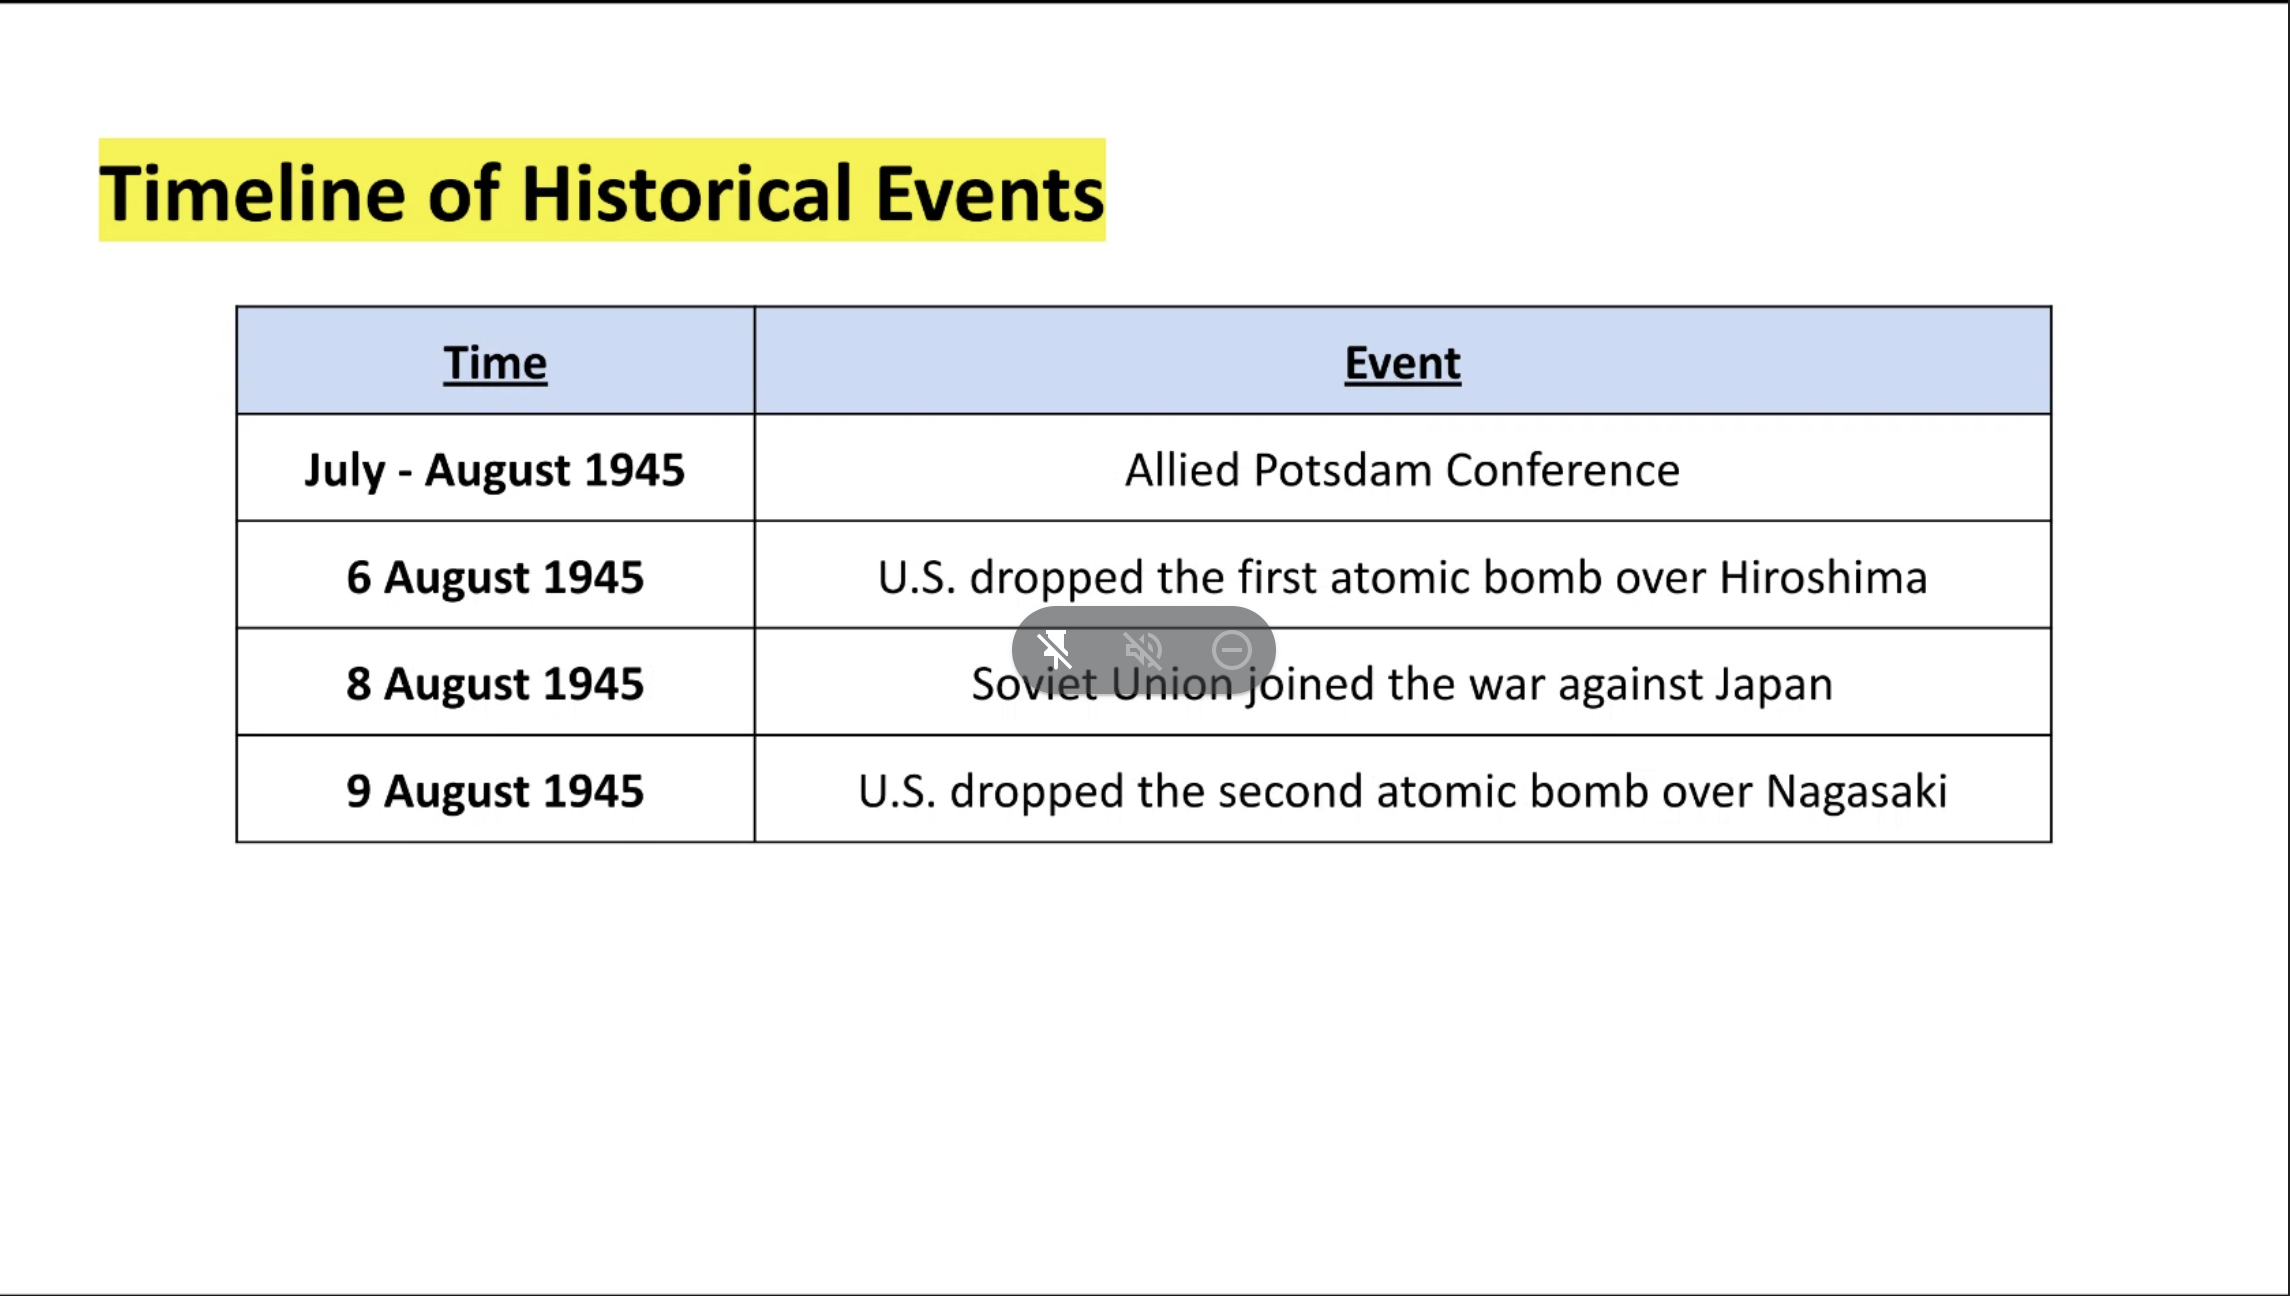 Timeline of Historical Events
Time Event
July - August 1945 Allied Potsdam Conference
6 August 1945 U.S. dropped the first atomic bomb over Hiroshima
8 August 1945 Soviet Union joined the war against Japan
9 August 1945 U.S. dropped the second atomic bomb over Nagasaki